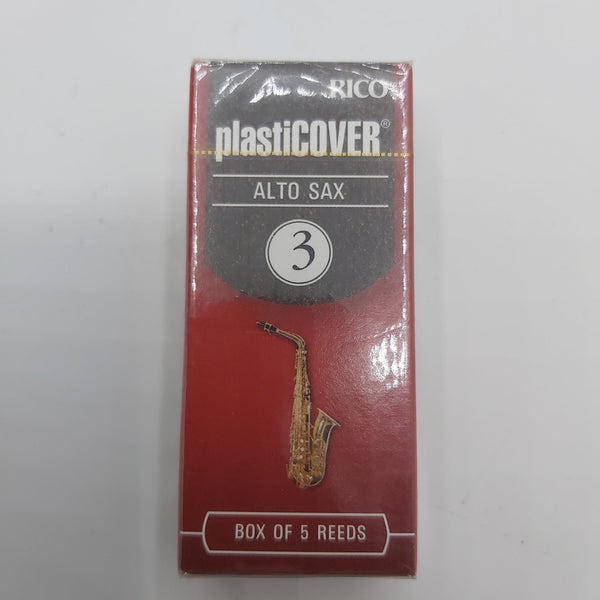 RICO
plastiCOVER®
ALTO SAX
3
BOX OF 5 REEDS